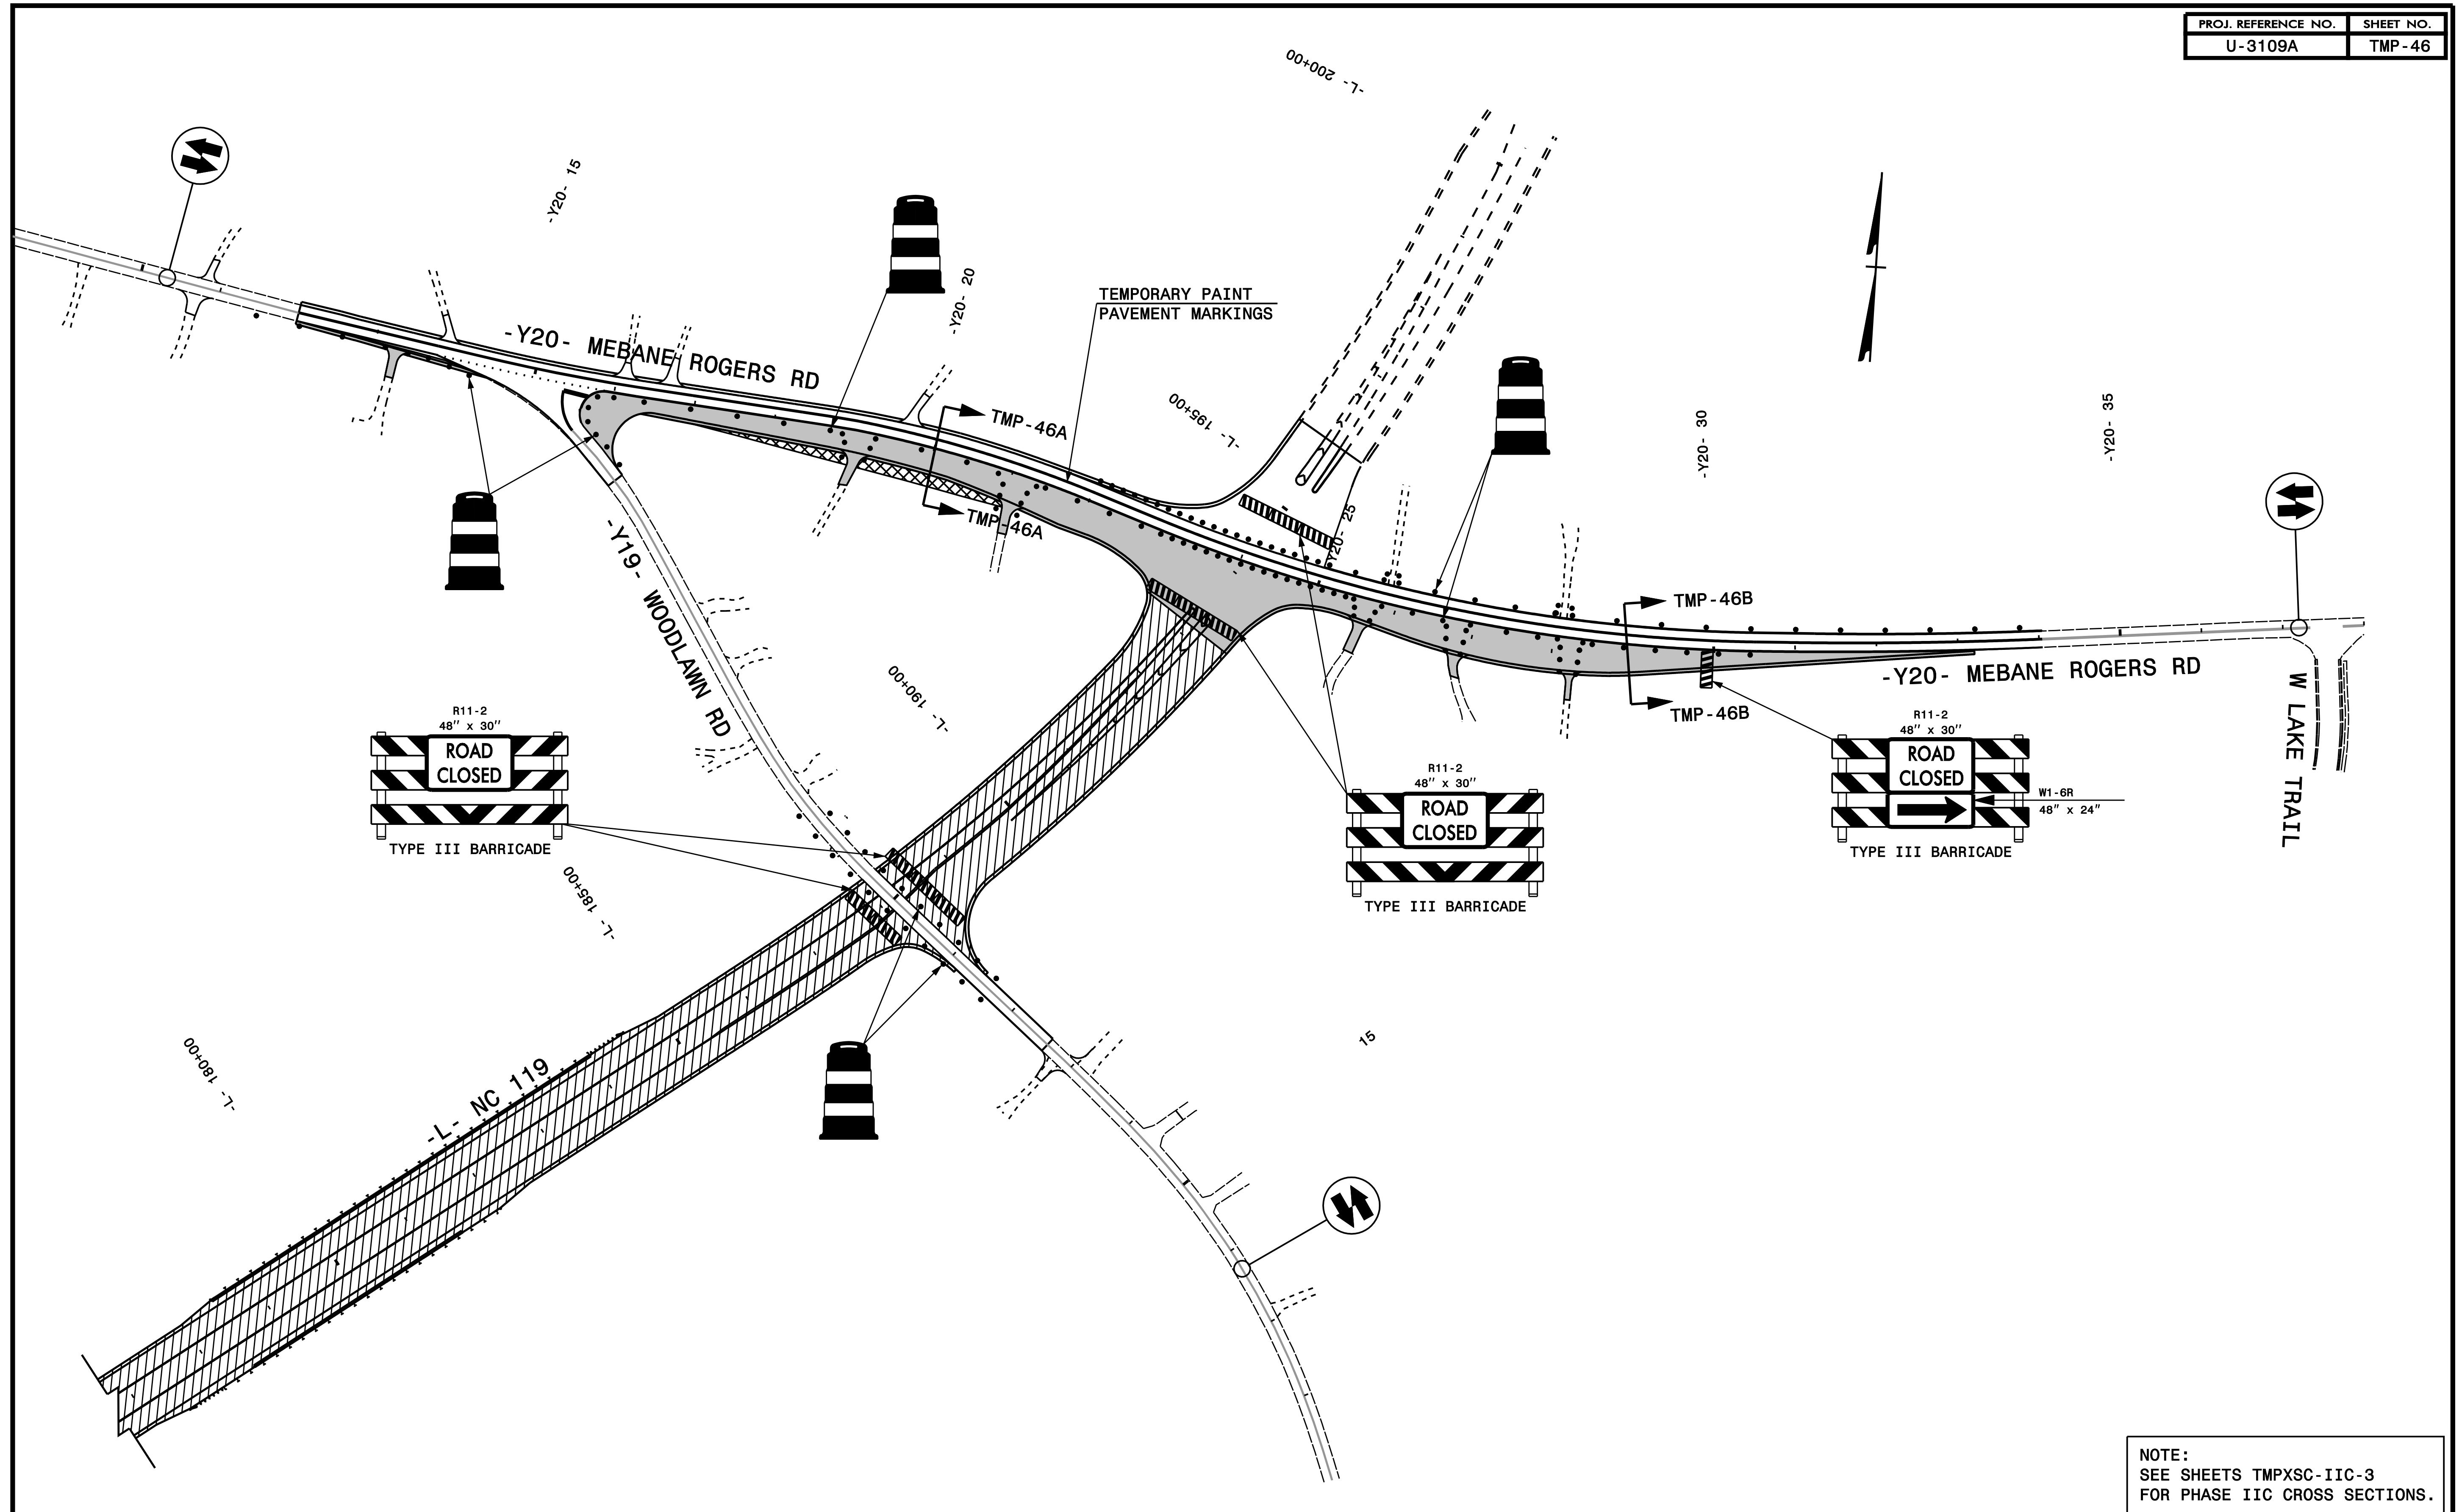 PROJ. REFERENCE NO.
SHEET NO.
U-3109A
TMP-46
-L- 200+00
-Y20- 15
-Y20- 20
TEMPORARY PAINT
PAVEMENT MARKINGS
-Y20- MEBANE ROGERS RD
TMP-46A
-L- 195+00
-Y20- 30
-Y20- 35
TMP-46A
-Y20- 25
-Y19- WOODLAWN RD
TMP-46B
-Y20- MEBANE ROGERS RD
TMP-46B
W LAKE TRAIL
-L- 190+00
R11-2
48" x 30"
ROAD
CLOSED
TYPE III BARRICADE
R11-2
48" x 30"
ROAD
CLOSED
TYPE III BARRICADE
R11-2
48" x 30"
ROAD
CLOSED
W1-6R
48" x 24"
TYPE III BARRICADE
-L- 185+00
-L- 180+00
-L- NC 119
15
NOTE:
SEE SHEETS TMPXSC-IIC-3
FOR PHASE IIC CROSS SECTIONS.